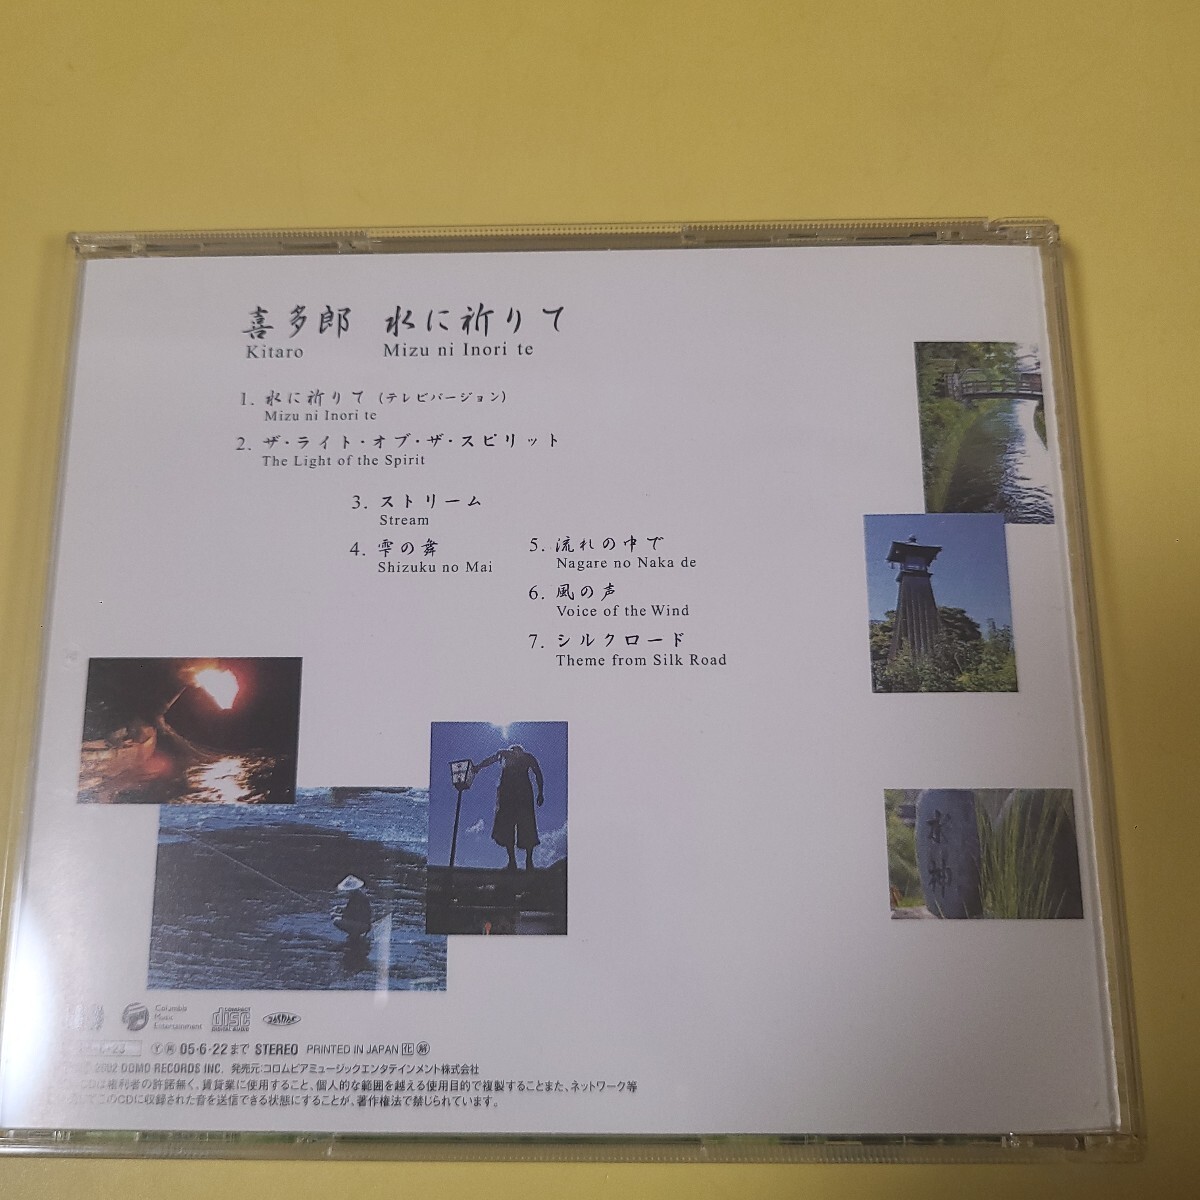 喜多郎 水に祈りて
Kitaro Mizu ni Inori te
1. 水に祈りて（テレビバージョン）
Mizu ni Inori te
2. ザ・ライト・オブ・ザ・スピリット
The Light of the Spirit
3. ストリーム
Stream
4. 雫の舞
Shizuku no Mai
5. 流れの中で
Nagare no Naka de
6. 風の声
Voice of the Wind
7. シルクロード
Theme from Silk Road
水神
Columbia
Music
Entertainment
COMPACT
disc
DIGITAL AUDIO
05・6・22まで STEREO PRINTED IN JAPAN
2002 DOMO RECORDS INC. 発売元:コロムビアミュージックエンタテインメント株式会社
CDは権利者の許諾無く、賃貸業に使用すること、個人的な範囲を越える使用目的で複製することまた、ネットワーク等
てこのCDに収録された音を送信できる状態にすることが、著作権法で禁じられています。